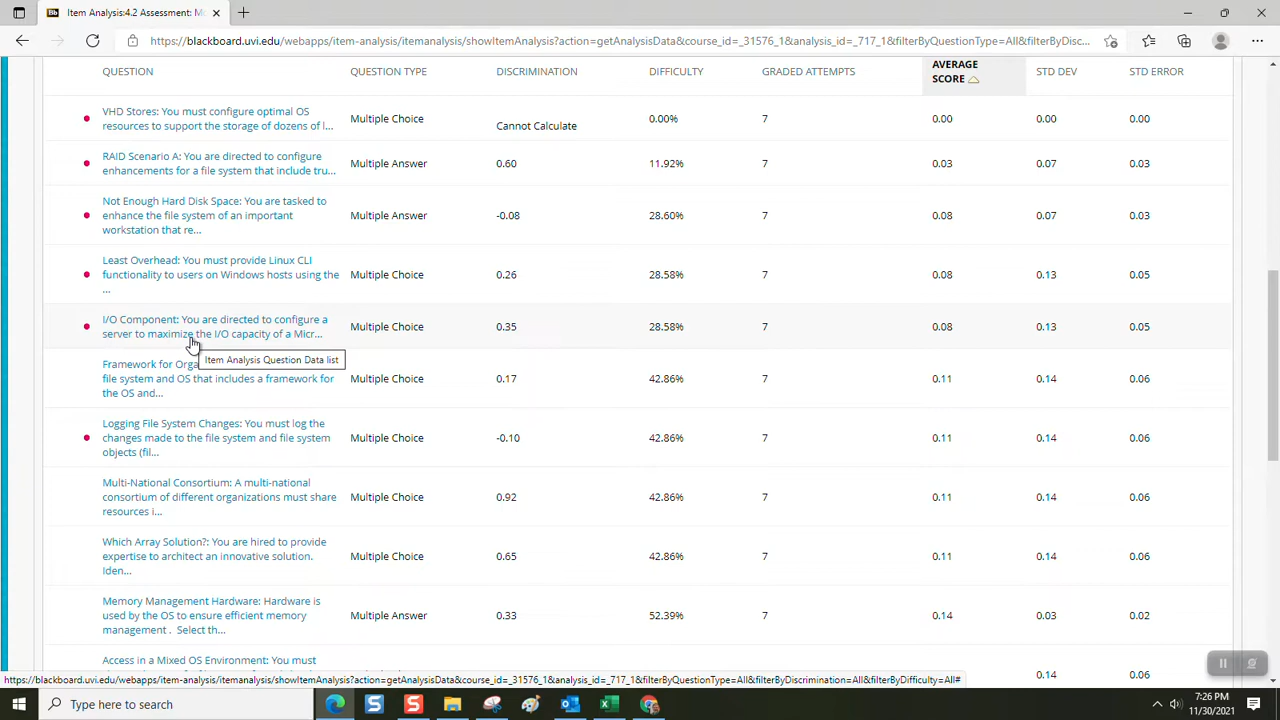 Item Analysis:4.2 Assessment: Mo
https://blackboard.uvi.edu/webapps/item-analysis/itemanalysis/showItemAnalysis?action=getAnalysisData&course_id=_31576_1&analysis_id=_717_1&filterByQuestionType=All&filterByDisc...
QUESTION QUESTION TYPE DISCRIMINATION DIFFICULTY GRADED ATTEMPTS AVERAGE SCORE STD DEV STD ERROR
VHD Stores: You must configure optimal OS
resources to support the storage of dozens of l...
Multiple Choice Cannot Calculate 0.00% 7 0.00 0.00 0.00
RAID Scenario A: You are directed to configure
enhancements for a file system that include tru...
Multiple Answer 0.60 11.92% 7 0.03 0.07 0.03
Not Enough Hard Disk Space: You are tasked to
enhance the file system of an important
workstation that re...
Multiple Answer -0.08 28.60% 7 0.08 0.07 0.03
Least Overhead: You must provide Linux CLI
functionality to users on Windows hosts using the
...
Multiple Choice 0.26 28.58% 7 0.08 0.13 0.05
I/O Component: You are directed to configure a
server to maximize the I/O capacity of a Micr...
Multiple Choice 0.35 28.58% 7 0.08 0.13 0.05
Item Analysis Question Data list
Framework for Orga
file system and OS that includes a framework for
the OS and...
Multiple Choice 0.17 42.86% 7 0.11 0.14 0.06
Logging File System Changes: You must log the
changes made to the file system and file system
objects (fil...
Multiple Choice -0.10 42.86% 7 0.11 0.14 0.06
Multi-National Consortium: A multi-national
consortium of different organizations must share
resources i...
Multiple Choice 0.92 42.86% 7 0.11 0.14 0.06
Which Array Solution?: You are hired to provide
expertise to architect an innovative solution.
Iden...
Multiple Choice 0.65 42.86% 7 0.11 0.14 0.06
Memory Management Hardware: Hardware is
used by the OS to ensure efficient memory
management . Select th...
Multiple Answer 0.33 52.39% 7 0.14 0.03 0.02
Access in a Mixed OS Environment: You must
0.14 0.06
https://blackboard.uvi.edu/webapps/item-analysis/itemanalysis/showItemAnalysis?action=getAnalysisData&course_id=_31576_1&analysis_id=_717_1&filterByQuestionType=All&filterByDiscrimination=All&filterByDifficulty=All#
Type here to search
7:26 PM
11/30/2021